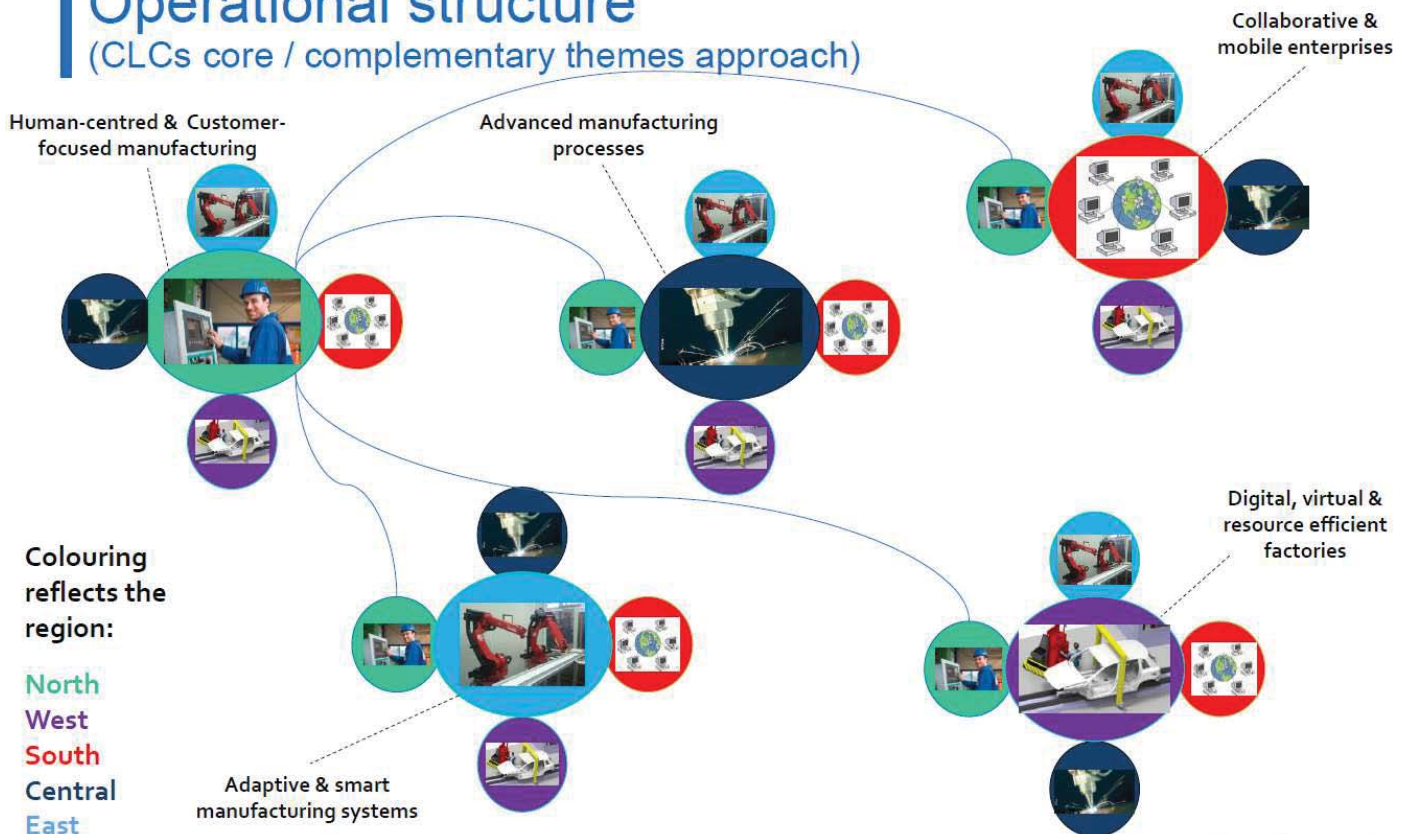 Operational structure
(CLCs core / complementary themes approach)
Collaborative &
mobile enterprises
Human-centred & Customer-
focused manufacturing
Advanced manufacturing
processes
Digital, virtual &
resource efficient
factories
Colouring
reflects the
region:
North
West
South
Central
East
Adaptive & smart
manufacturing systems